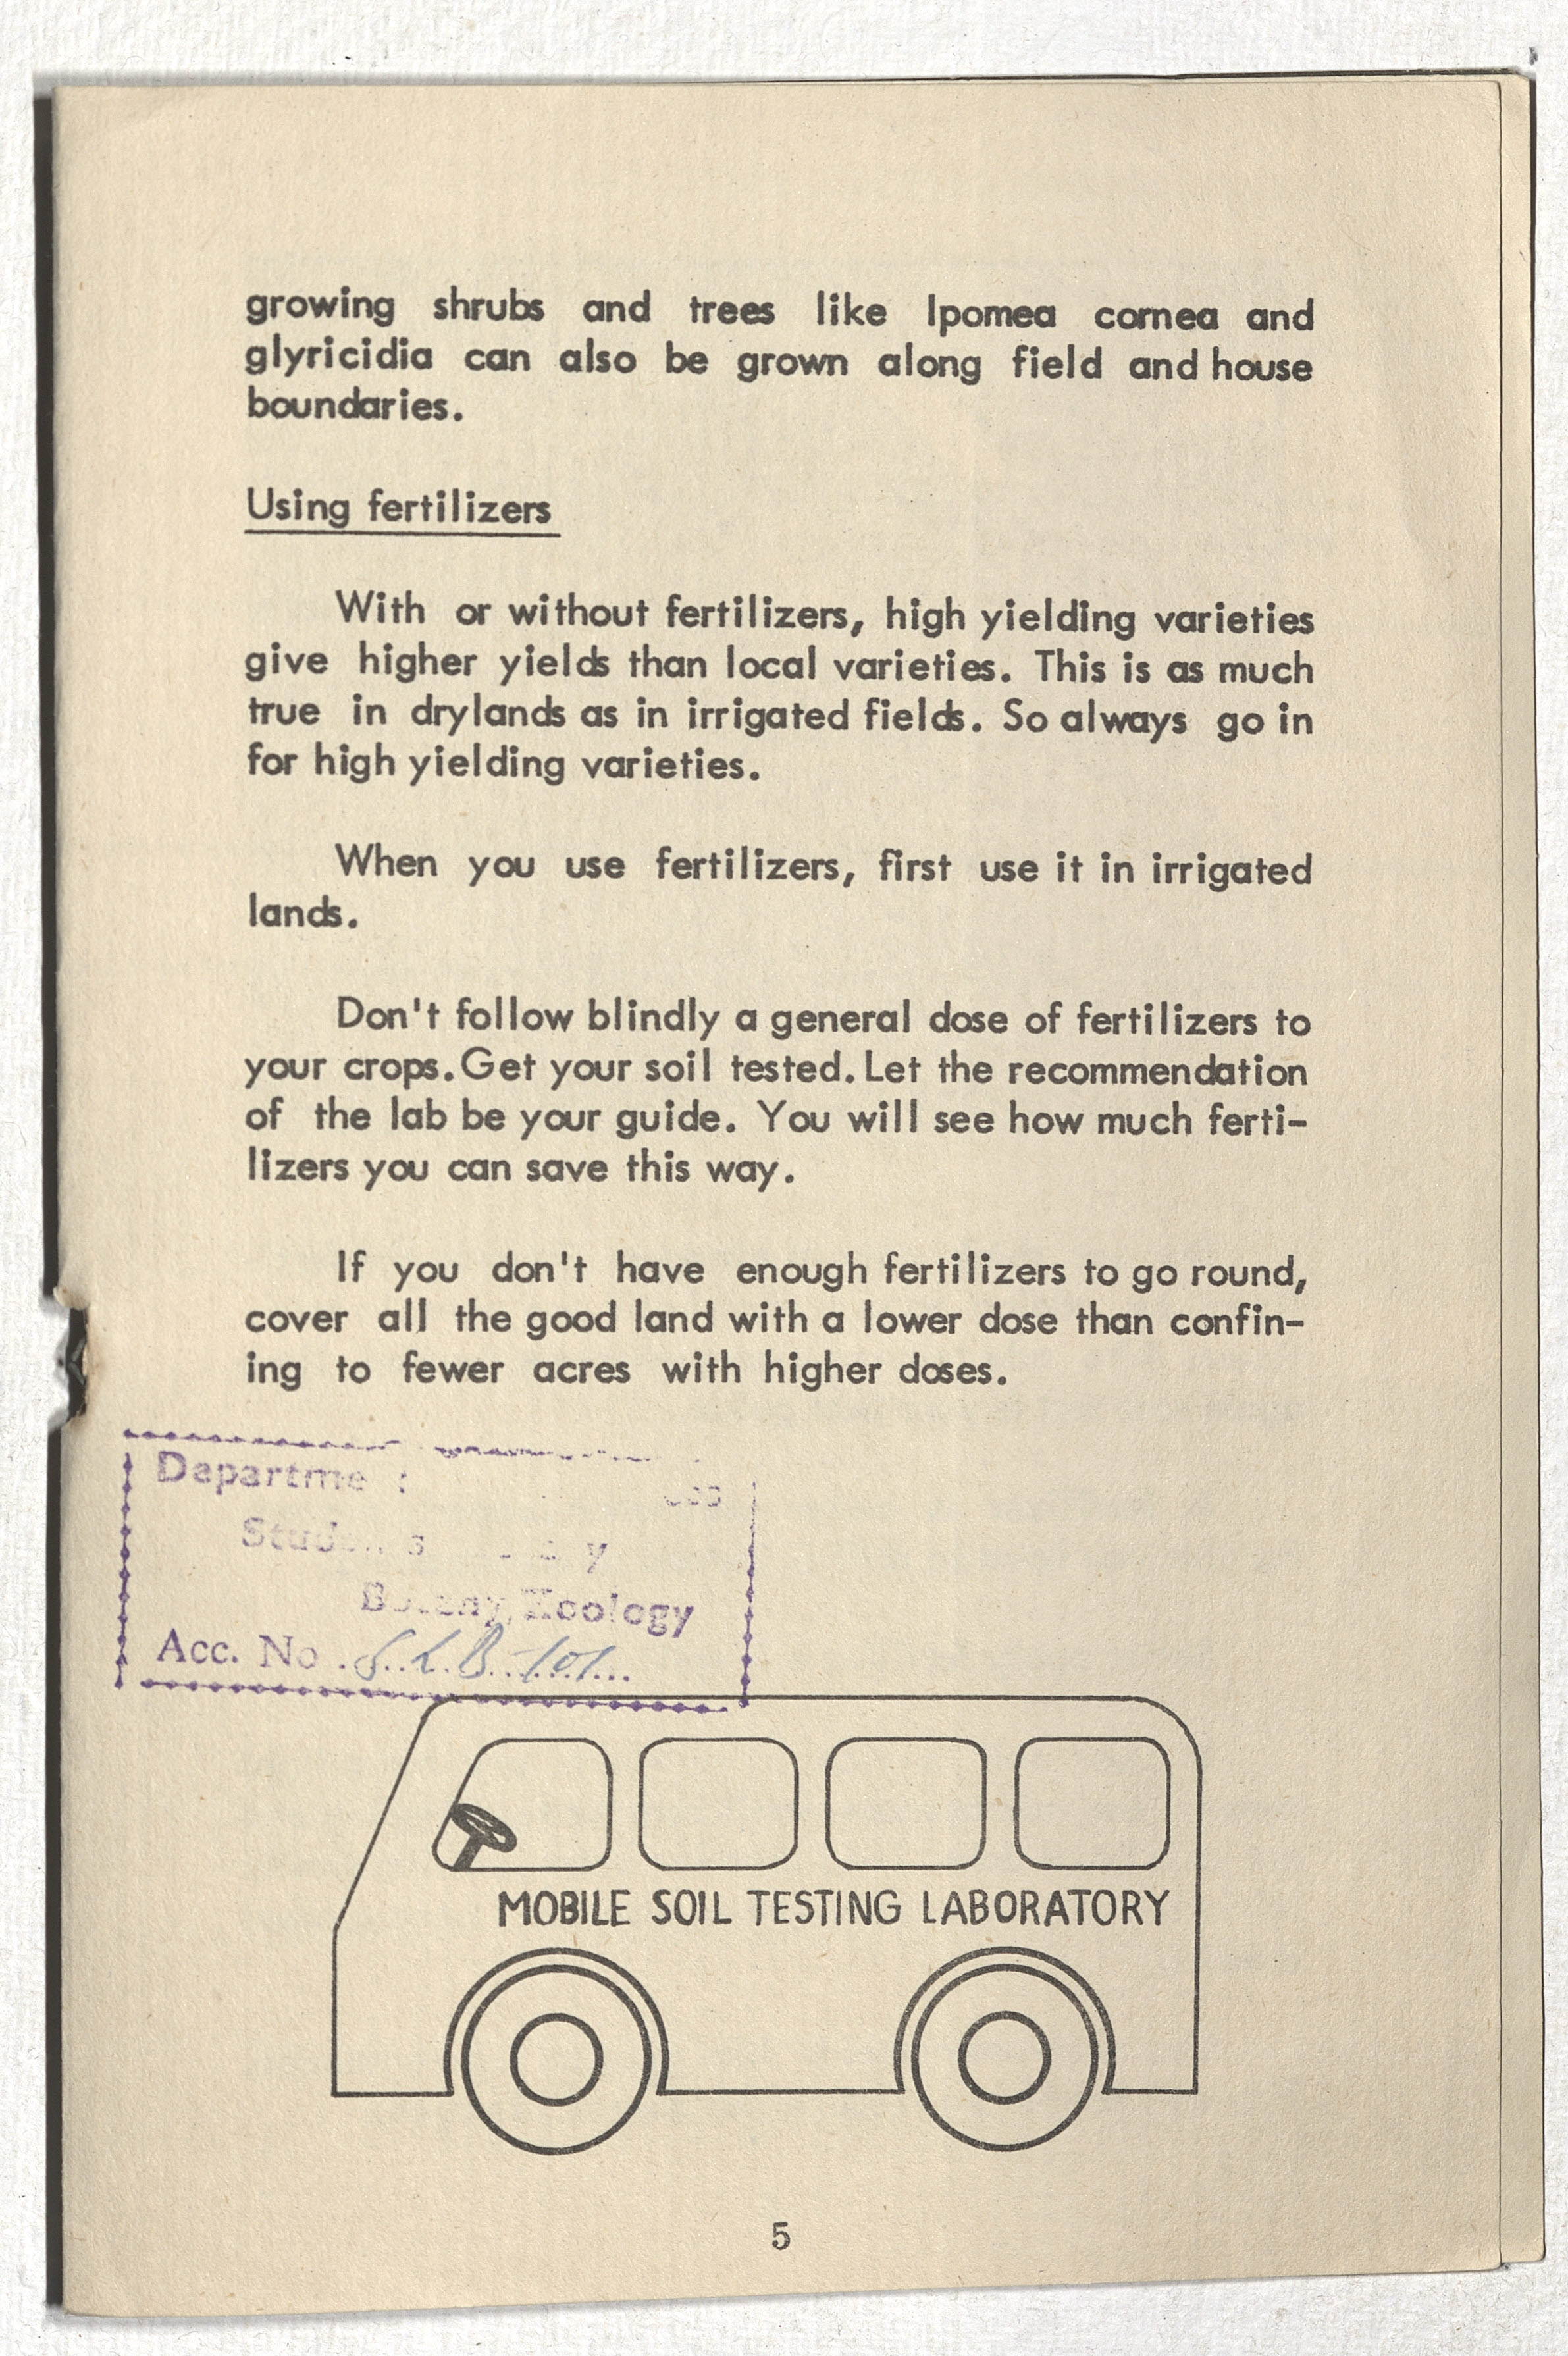 growing shrubs and trees like Ipomea cornea and
glyricidia can also be grown along field and house
boundaries.
Using fertilizers
With or without fertilizers, high yielding varieties
give higher yields than local varieties. This is as much
true in drylands as in irrigated fields. So always go in
for high yielding varieties.
When you use fertilizers, first use it in irrigated
lands.
Don't follow blindly a general dose of fertilizers to
your crops. Get your soil tested. Let the recommendation
of the lab be your guide. You will see how much ferti-
lizers you can save this way.
If you don't have enough fertilizers to go round,
cover all the good land with a lower dose than confin-
ing to fewer acres with higher doses.
Botany, Zoology
Acc. No.
MOBILE SOIL TESTING LABORATORY
5